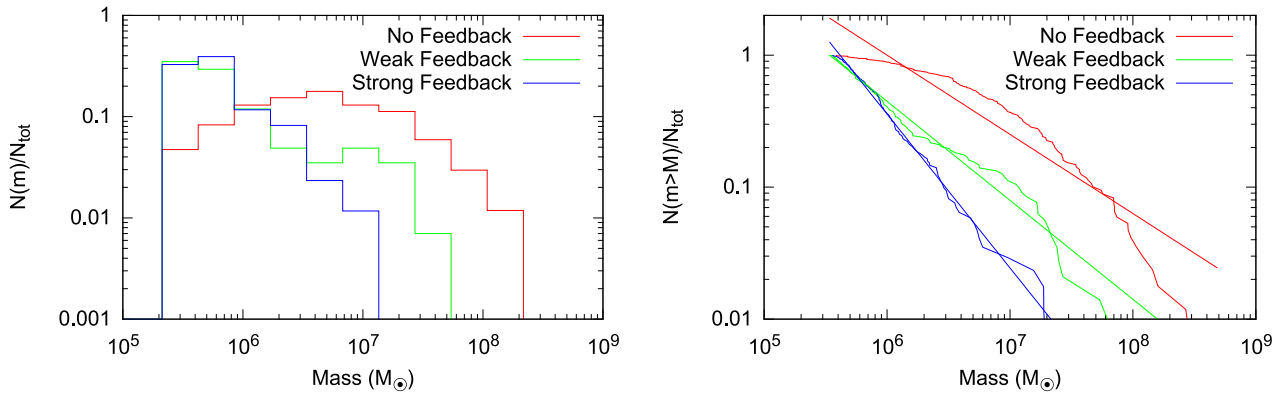 No Feedback
Weak Feedback
Strong Feedback
1
0.1
0.01
0.001
N(m)/N_tot
10^5
10^6
10^7
10^8
10^9
Mass (M_⊙)
No Feedback
Weak Feedback
Strong Feedback
1
0.1
0.01
N(m>M)/N_tot
10^5
10^6
10^7
10^8
10^9
Mass (M_⊙)